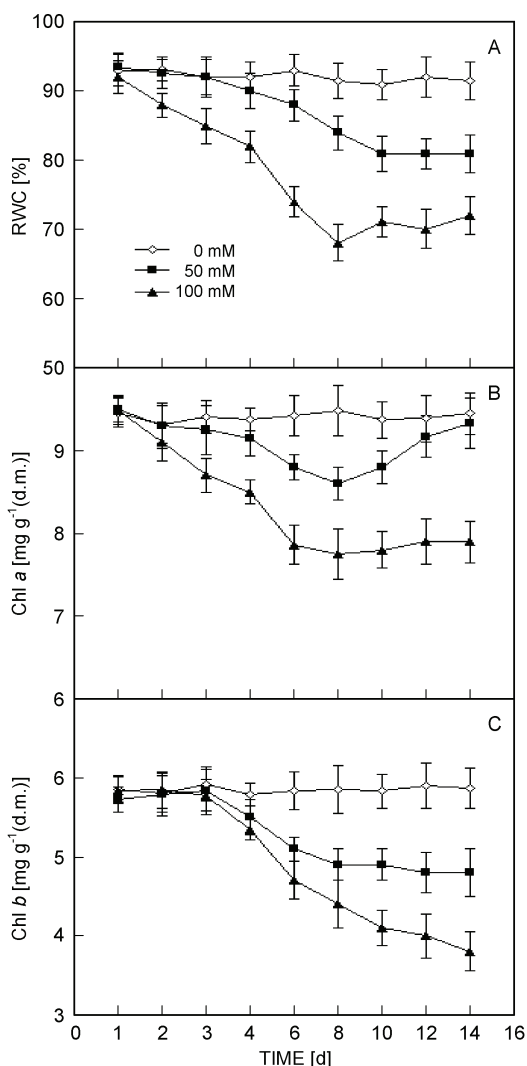 100
A
90
80
RWC [%]
70
0 mM
50 mM
100 mM
60
50
B
9
8
Chl a [mg g-1(d.m.)]
7
6
C
6
5
Chl b [mg g-1(d.m.)]
4
3
0 1 2 3 4 6 8 10 12 14 16
TIME [d]